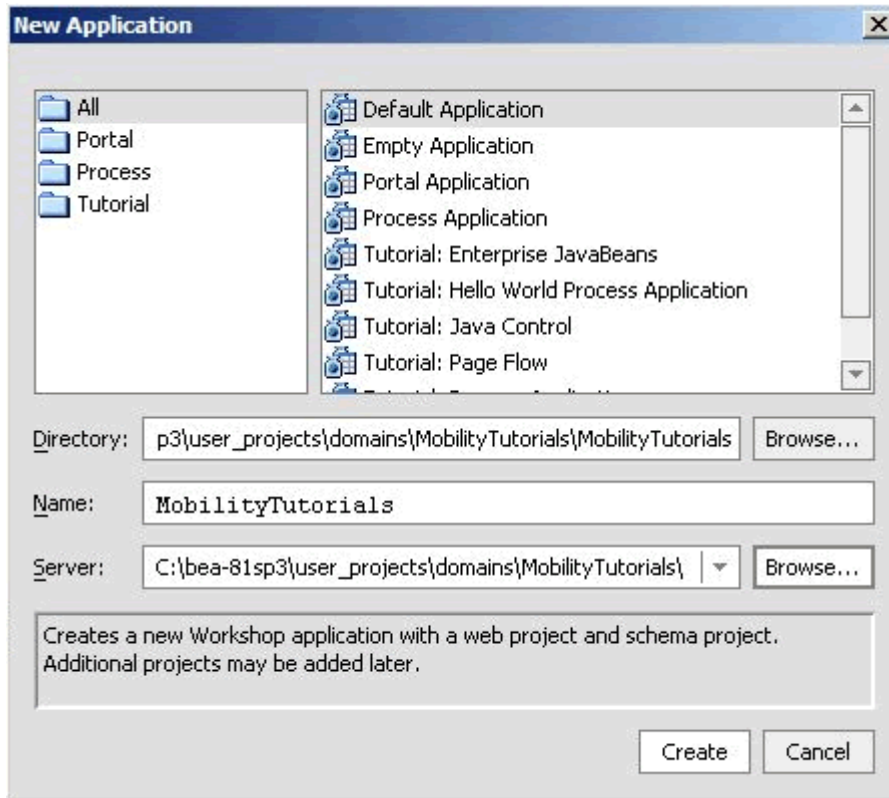 New Application
All
Portal
Process
Tutorial
Default Application
Empty Application
Portal Application
Process Application
Tutorial: Enterprise JavaBeans
Tutorial: Hello World Process Application
Tutorial: Java Control
Tutorial: Page Flow
Directory: p3\user_projects\domains\MobilityTutorials\MobilityTutorials Browse...
Name: MobilityTutorials
Server: C:\bea-81sp3\user_projects\domains\MobilityTutorials\ Browse...
Creates a new Workshop application with a web project and schema project.
Additional projects may be added later.
Create Cancel